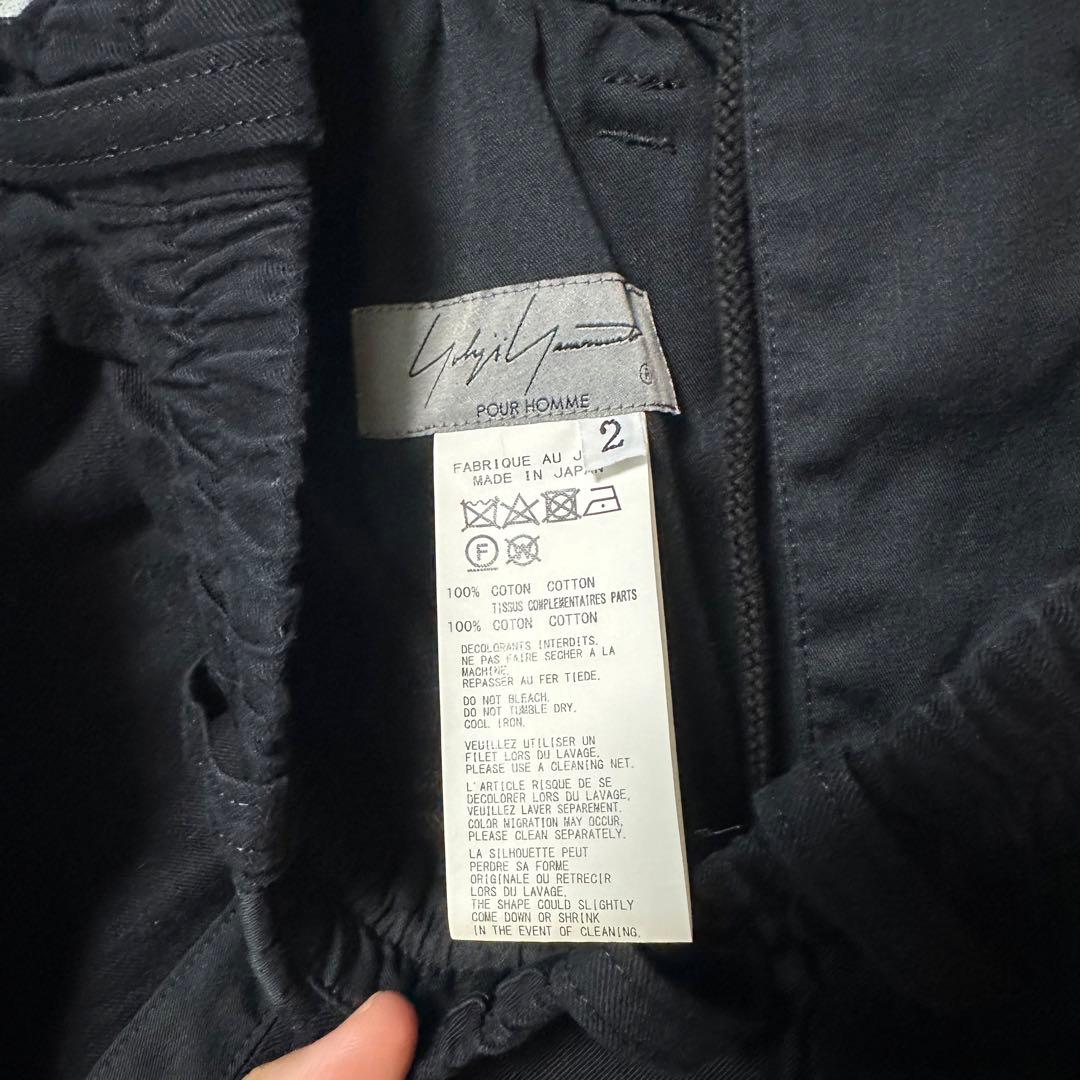 Yohji Yamamoto
®
POUR HOMME
2
FABRIQUE AU J
MADE IN JAPAN
F
W
100% COTON COTTON
TISSUS COMPLEMENTAIRES PARTS
100% COTON COTTON
DECOLORANTS INTERDITS.
NE PAS FAIRE SECHER A LA
MACHINE.
REPASSER AU FER TIEDE.
DO NOT BLEACH.
DO NOT TUMBLE DRY.
COOL IRON.
VEUILLEZ UTILISER UN
FILET LORS DU LAVAGE.
PLEASE USE A CLEANING NET.
L'ARTICLE RISQUE DE SE
DECOLORER LORS DU LAVAGE,
VEUILLEZ LAVER SEPAREMENT.
COLOR MIGRATION MAY OCCUR,
PLEASE CLEAN SEPARATELY.
LA SILHOUETTE PEUT
PERDRE SA FORME
ORIGINALE OU RETRECIR
LORS DU LAVAGE.
THE SHAPE COULD SLIGHTLY
COME DOWN OR SHRINK
IN THE EVENT OF CLEANING.